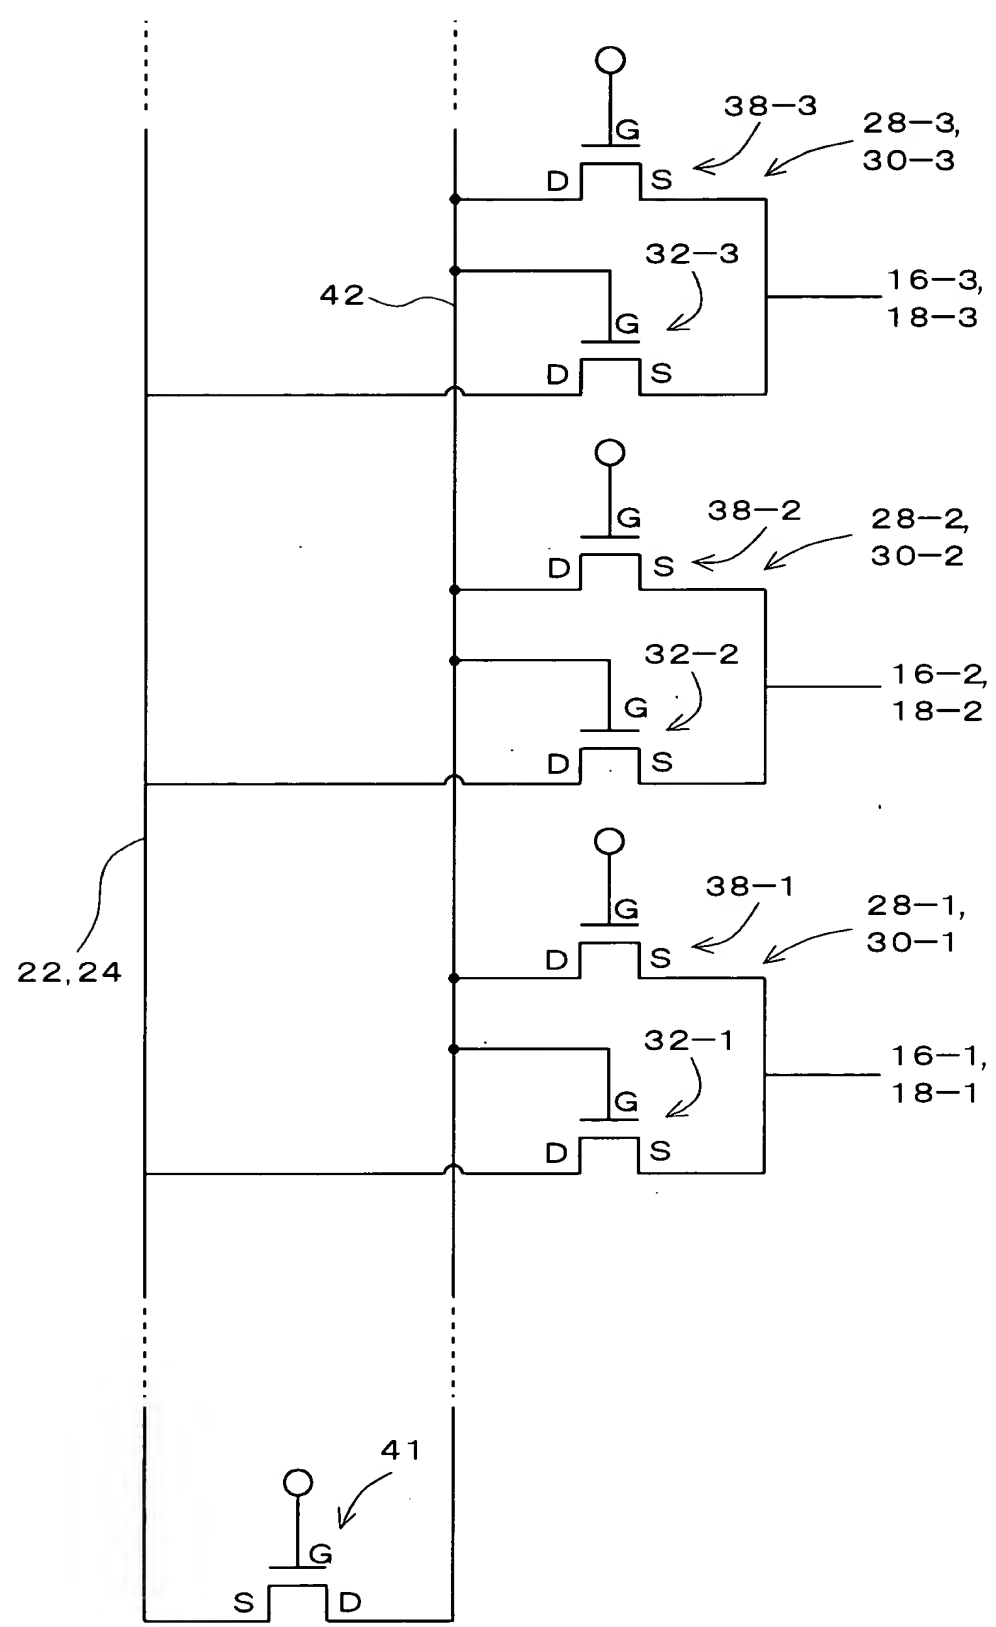 G
38-3
28-3,
30-3
D
S
32-3
16-3,
18-3
42
G
D
S
G
38-2
28-2,
30-2
D
S
32-2
16-2,
18-2
G
D
S
22,24
G
38-1
28-1,
30-1
D
S
32-1
16-1,
18-1
G
D
S
41
G
S
D